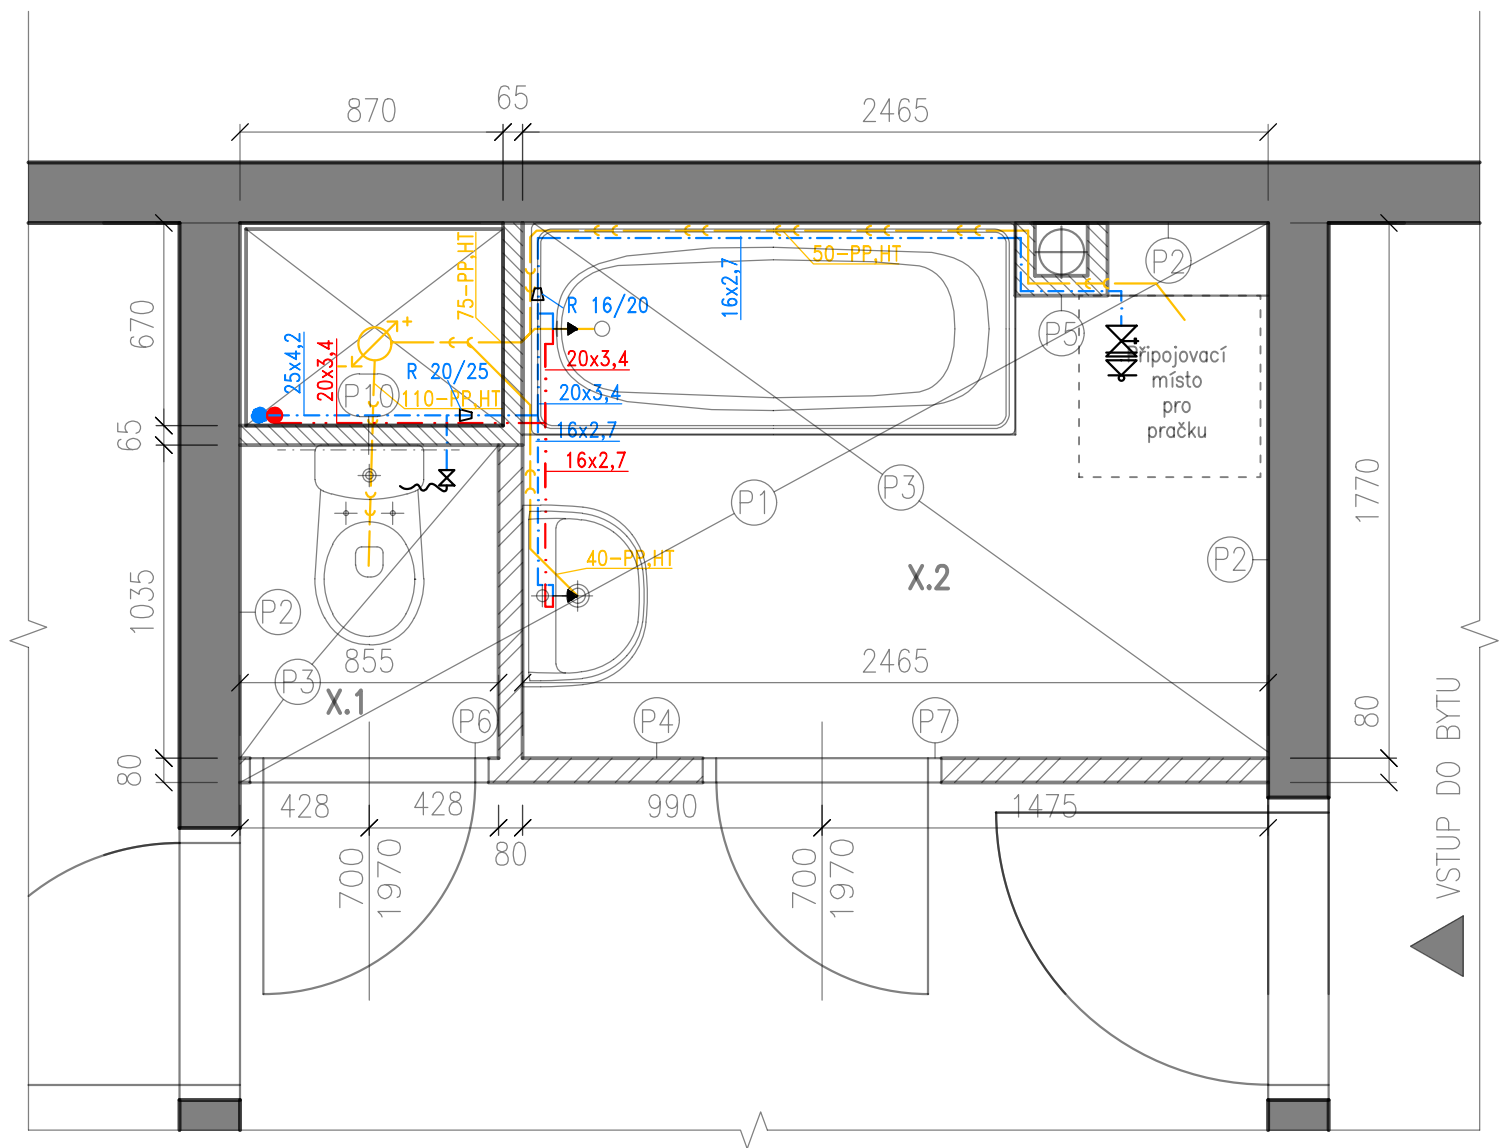 870
65
2465
75-PP,HT
50-PP,HT
16x2,7
R 16/20
P2
670
25x4,2
20x3,4
R 20/25
P10
110-PP,HT
20x3,4
20x3,4
P5
Připojovací
místo
pro
pračku
65
16x2,7
16x2,7
P1
P3
1770
1035
P2
40-PP,HT
X.2
P2
855
2465
P3
X.1
P6
P4
P7
80
80
428
428
990
1475
80
700
1970
700
1970
VSTUP DO BYTU